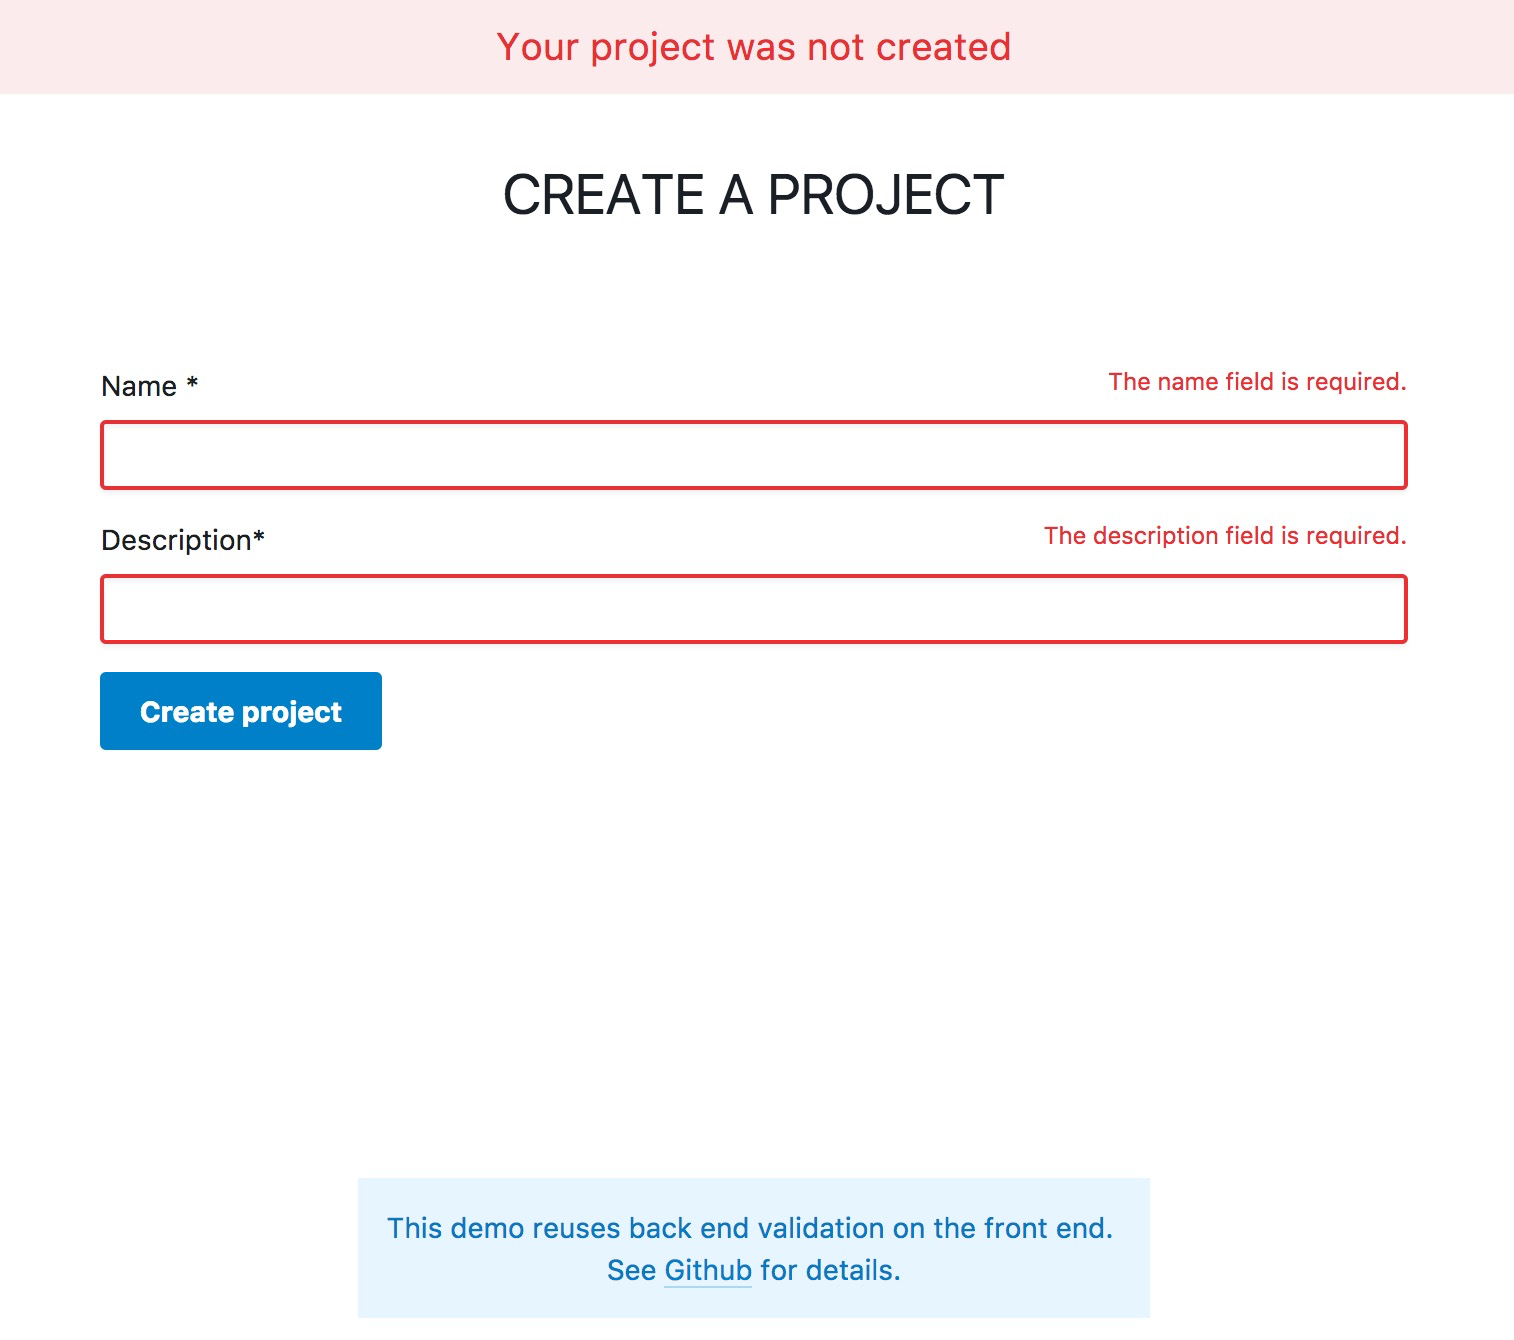 Your project was not created
CREATE A PROJECT
Name *
The name field is required.
Description*
The description field is required.
Create project
This demo reuses back end validation on the front end.
See Github for details.